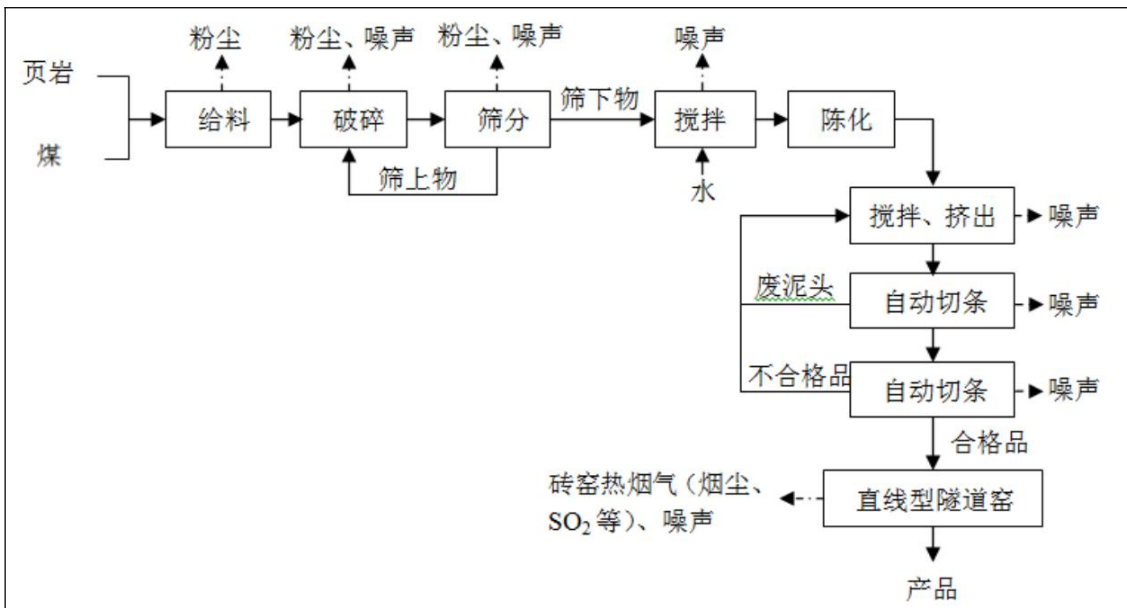 粉尘
粉尘、噪声
粉尘、噪声
噪声
页岩
煤
给料
破碎
筛分
筛下物
搅拌
陈化
筛上物
水
搅拌、挤出
噪声
废泥头
自动切条
噪声
不合格品
自动切条
噪声
合格品
砖窑热烟气（烟尘、
SO₂等）、噪声
直线型隧道窑
产品